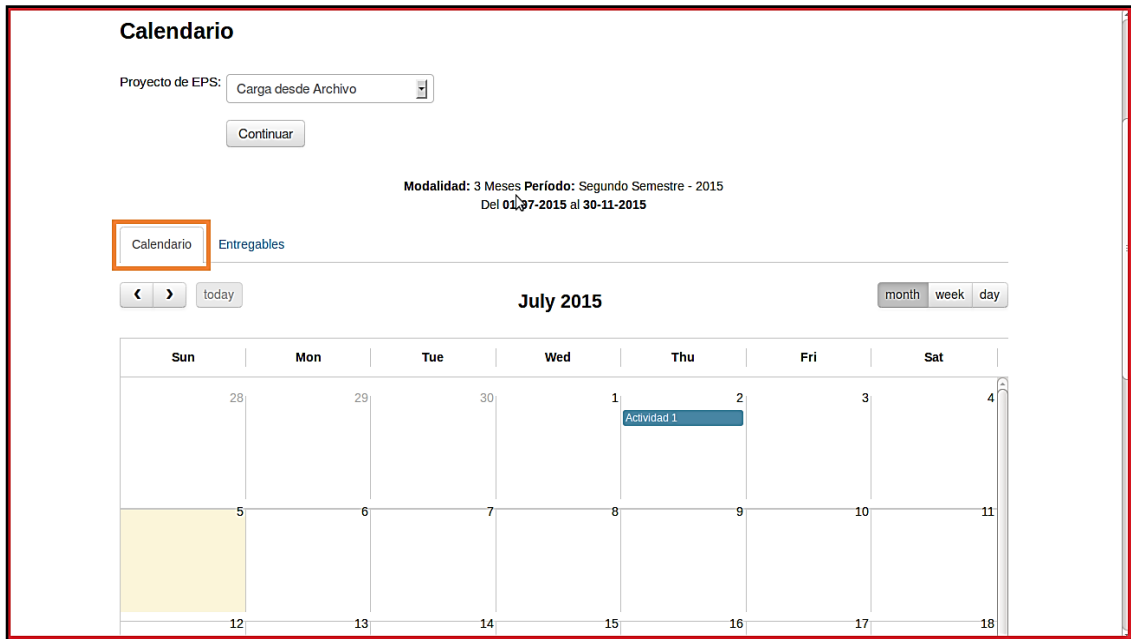 Calendario
Proyecto de EPS: Carga desde Archivo
Continuar
Modalidad: 3 Meses Período: Segundo Semestre - 2015
Del al 30-11-2015
Calendario Entregables
today July 2015 month week day
Sun Mon Tue Wed Thu Fri Sat
28 29 30 1 2 3 4
Actividad 1
5 6 7 8 9 10 11
12 13 14 15 16 17 18